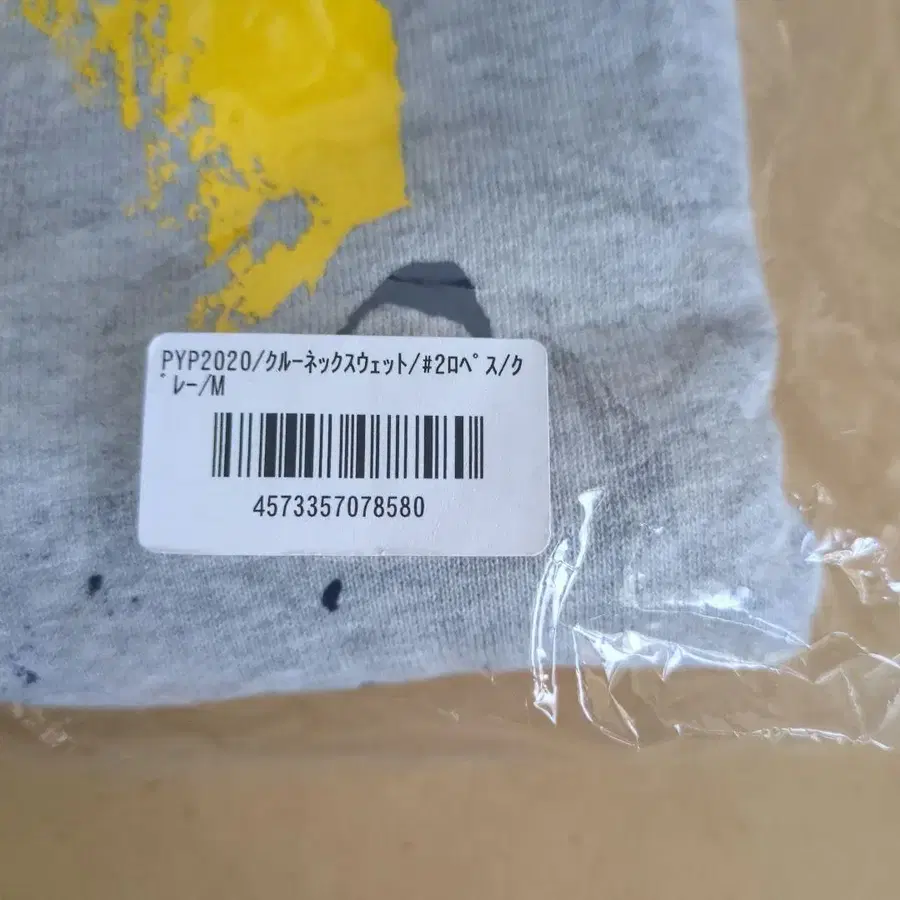 PYP2020/ｸﾙｰﾈｯｸｽｳｪｯﾄ/#2ﾛﾍﾟｽ/ｸ
ﾞﾚｰ/M
4573357078580